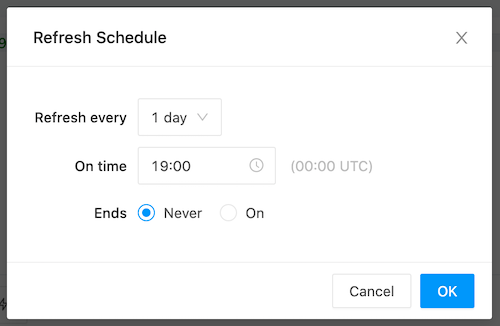 Refresh Schedule
Refresh every 1 day
On time 19:00 (00:00 UTC)
Ends Never On
Cancel OK